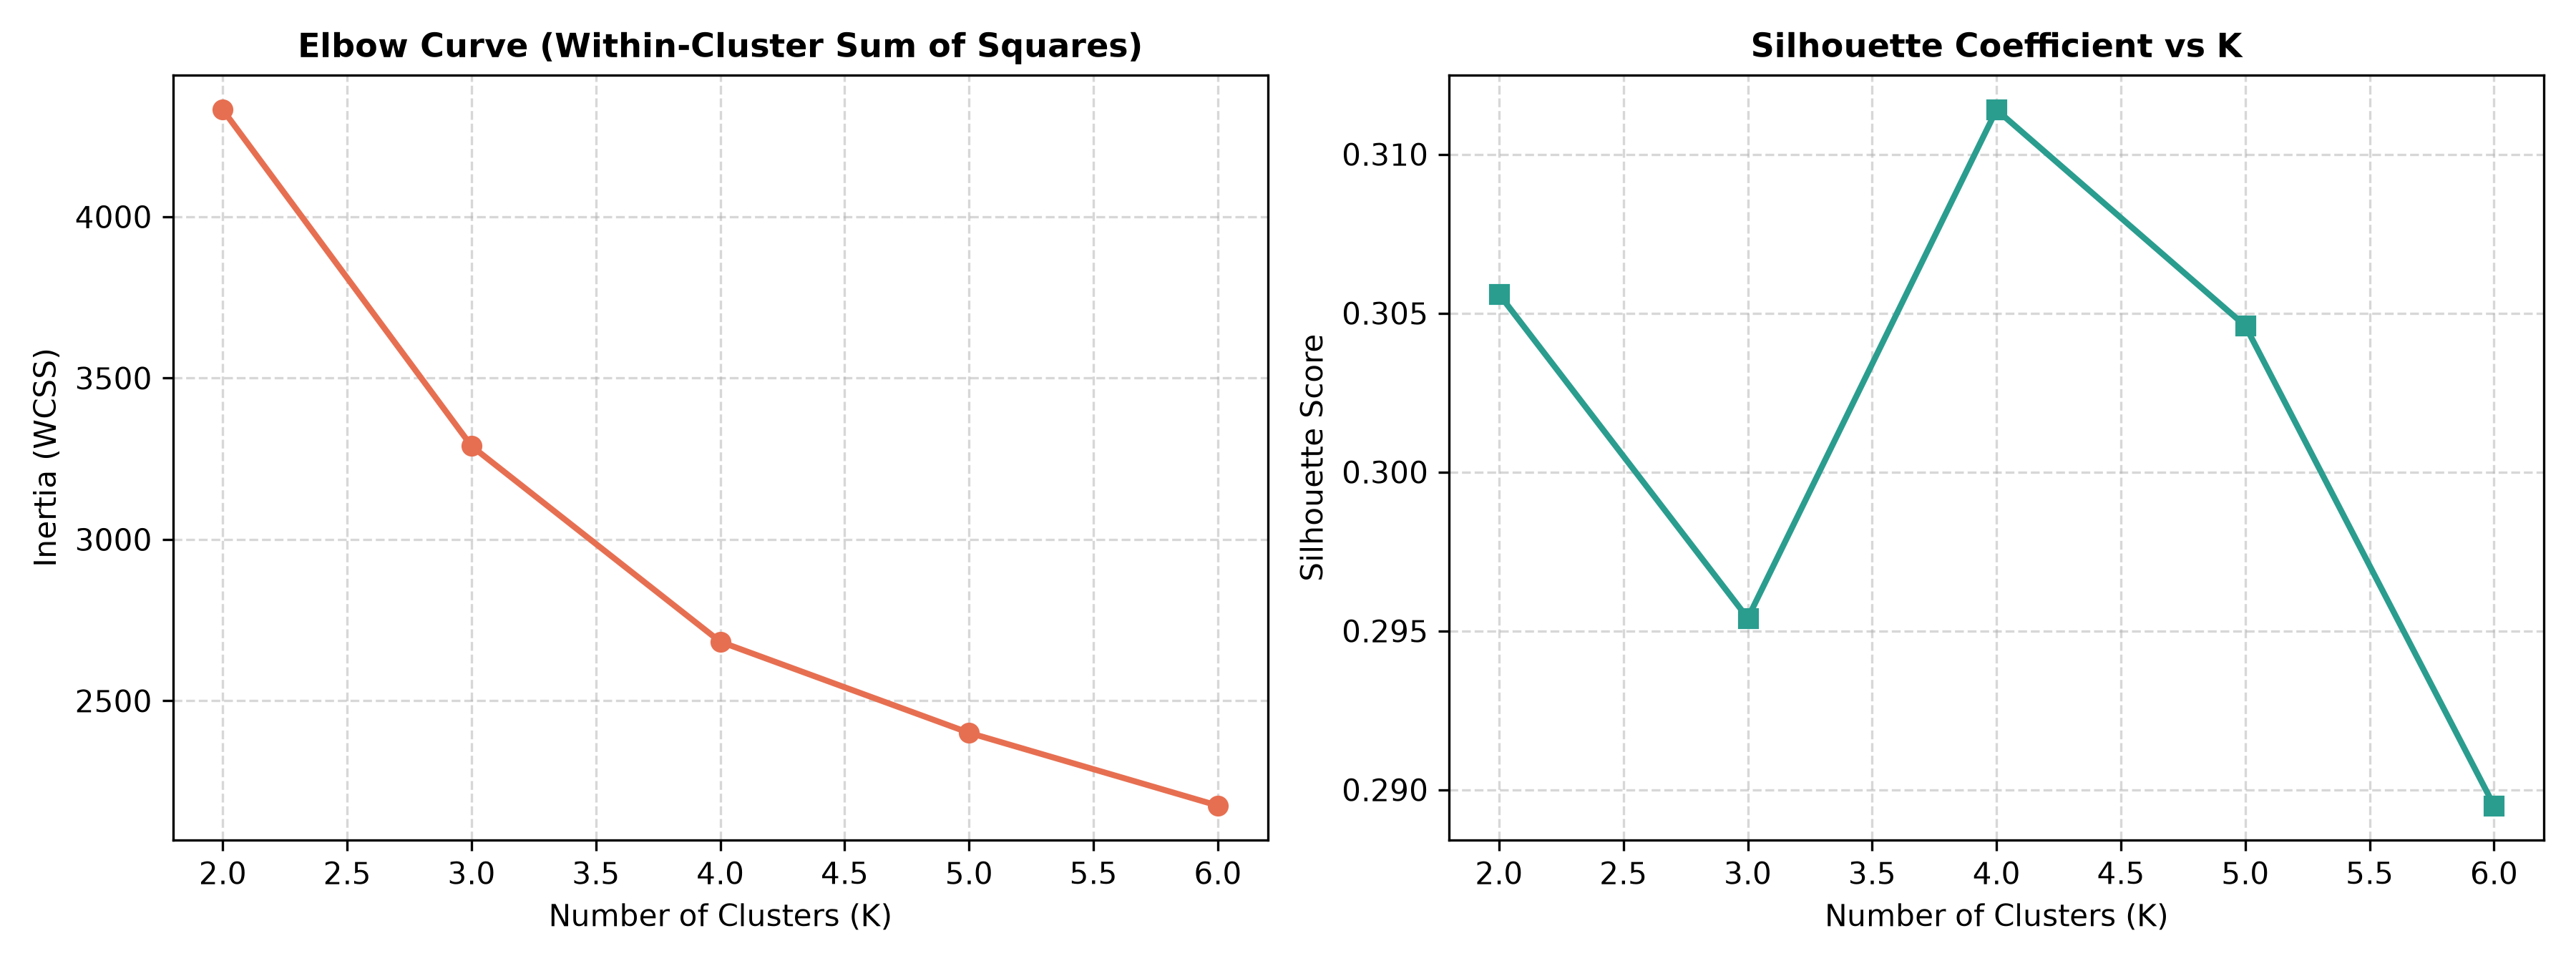 Elbow Curve (Within-Cluster Sum of Squares)
Inertia (WCSS)
4000
3500
3000
2500
2.0 2.5 3.0 3.5 4.0 4.5 5.0 5.5 6.0
Number of Clusters (K)
Silhouette Coefficient vs K
Silhouette Score
0.310
0.305
0.300
0.295
0.290
2.0 2.5 3.0 3.5 4.0 4.5 5.0 5.5 6.0
Number of Clusters (K)